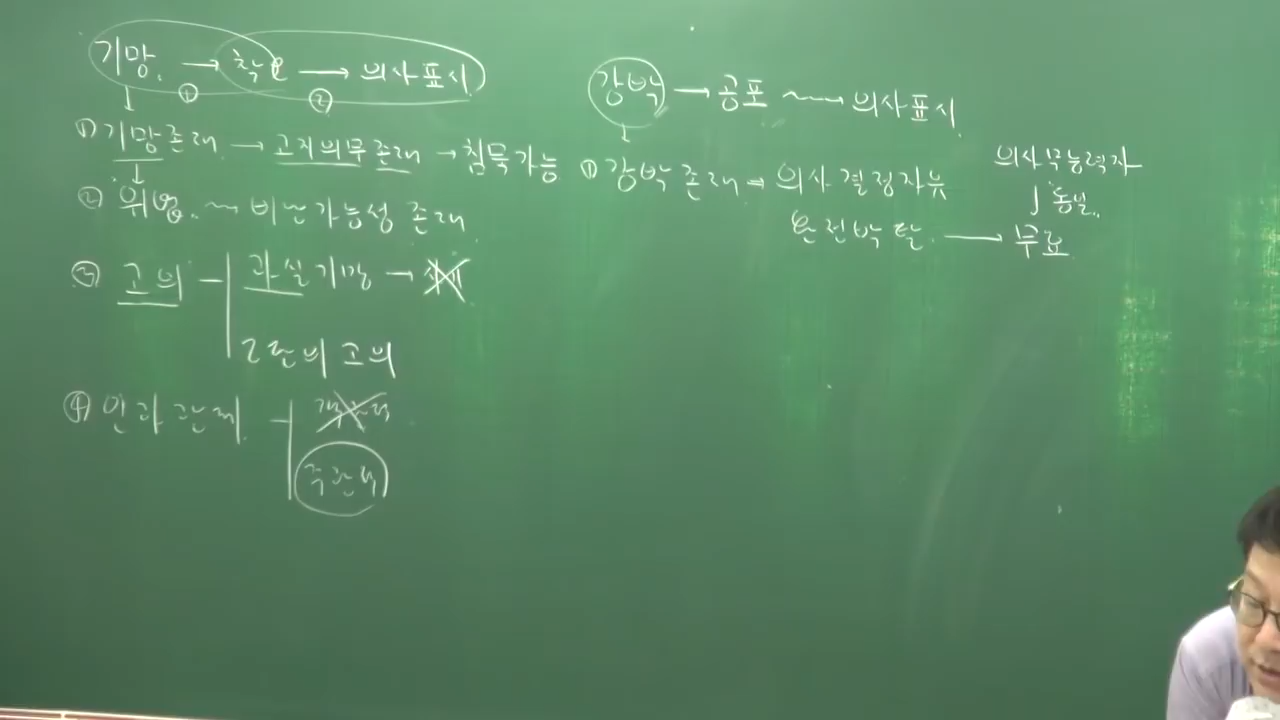 기망 → 착오 → 의사표시
① ②
① 기망존재 → 고지의무존재 → 침묵가능
② 위법 ~ 비난가능성 존재
③ 고의 ─ 과실기망 →
2단의 고의
④ 인과관계
주관적
강박 → 공포 → 의사표시
① 강박존재 → 의사결정자유
완전박탈 → 무효
의사무능력자
동일